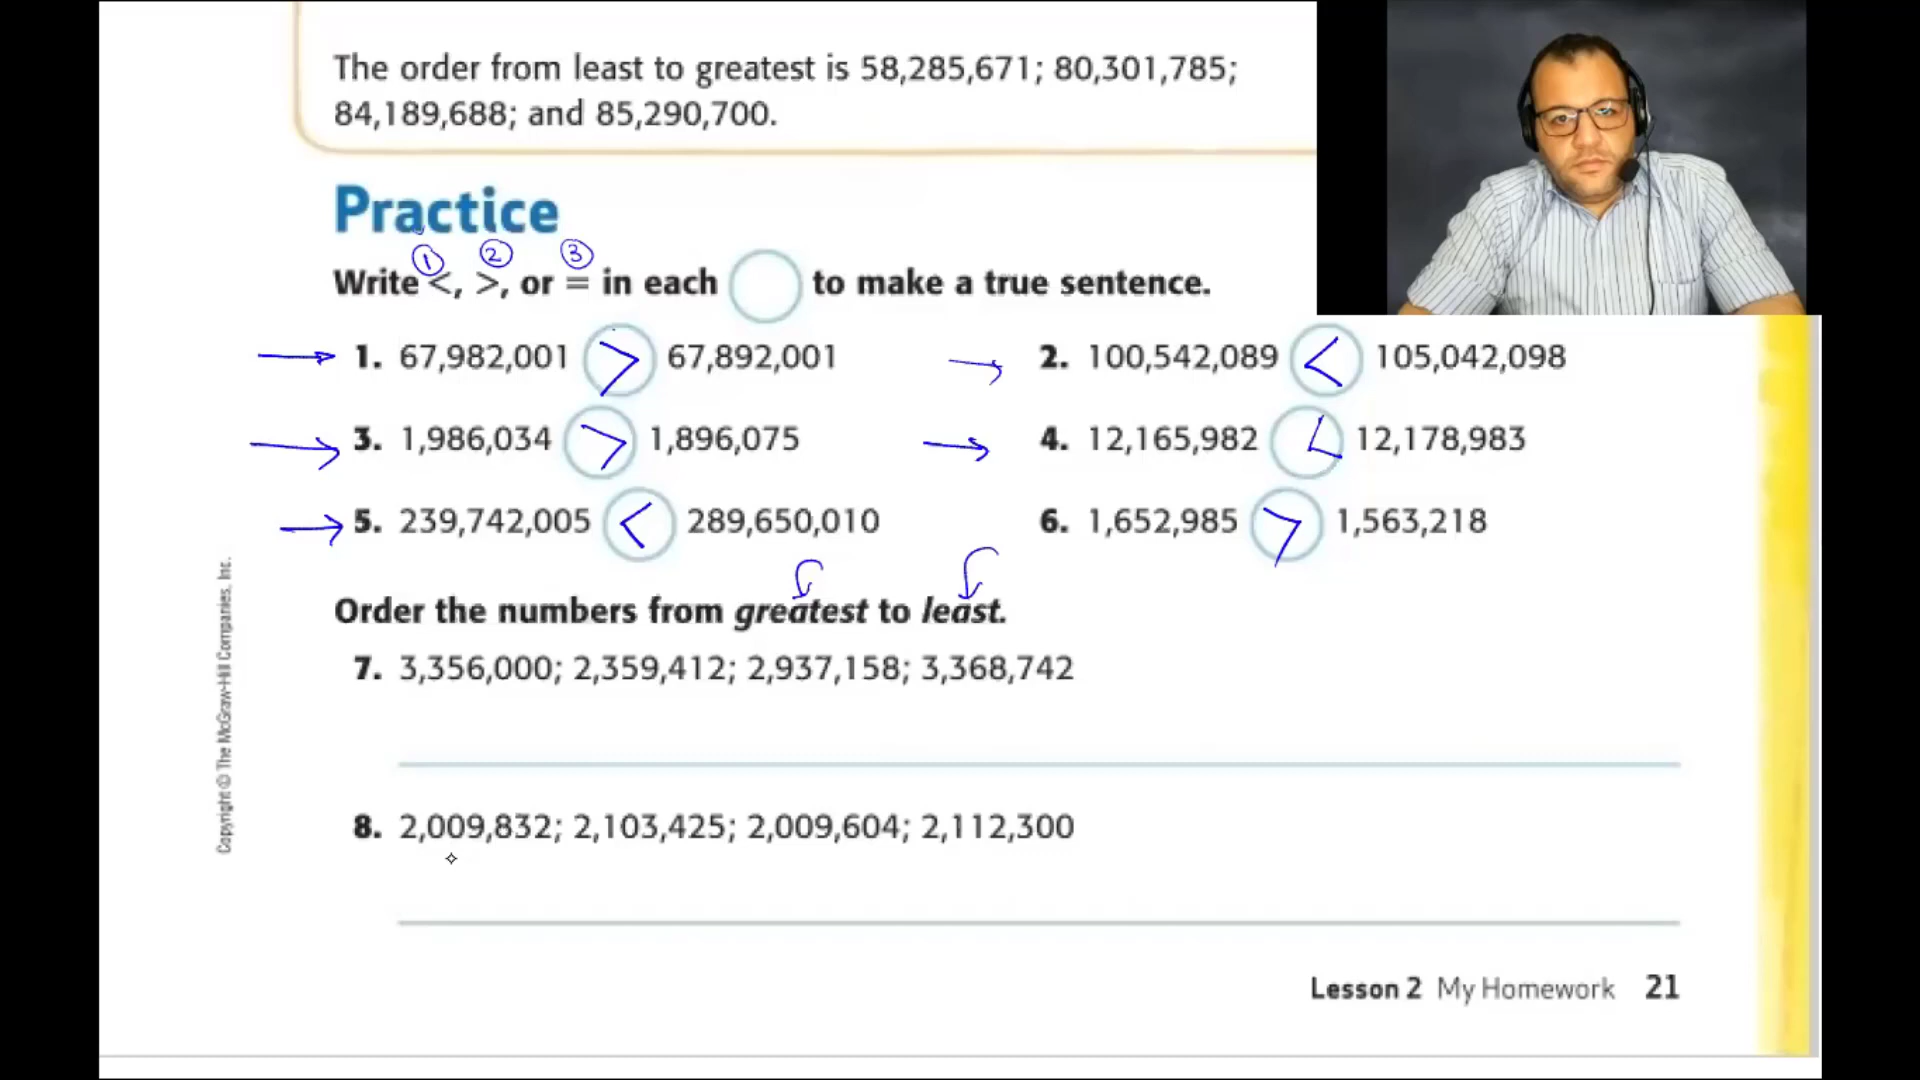 The order from least to greatest is 58,285,671; 80,301,785;
84,189,688; and 85,290,700.
Practice
1 2 3
Write <, >, or = in each to make a true sentence.
1. 67,982,001 > 67,892,001
2. 100,542,089 < 105,042,098
3. 1,986,034 > 1,896,075
4. 12,165,982 < 12,178,983
5. 239,742,005 < 289,650,010
6. 1,652,985 > 1,563,218
Order the numbers from greatest to least.
7. 3,356,000; 2,359,412; 2,937,158; 3,368,742
8. 2,009,832; 2,103,425; 2,009,604; 2,112,300
Copyright © The McGraw-Hill Companies, Inc.
Lesson 2 My Homework 21